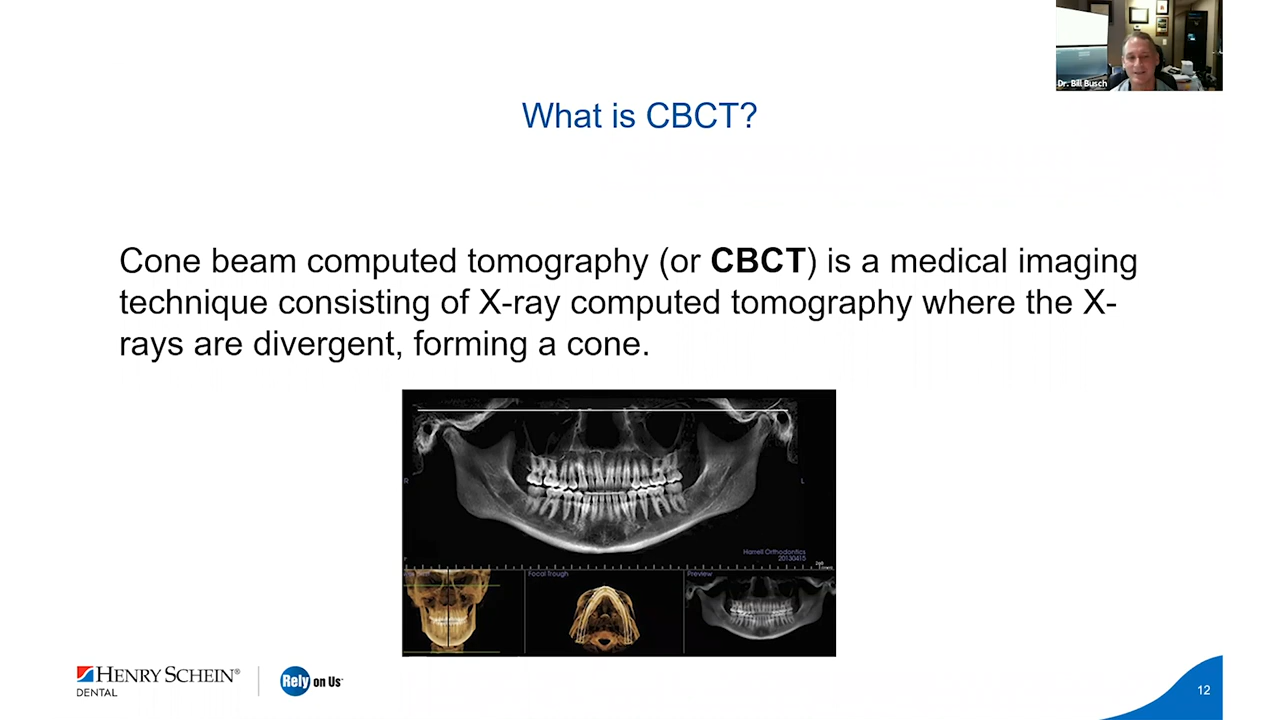 Dr. Bill Busch
What is CBCT?
Cone beam computed tomography (or CBCT) is a medical imaging
technique consisting of X-ray computed tomography where the X-
rays are divergent, forming a cone.
R
L
Harrell Orthodontics
20130415
Focal Trough
Preview
HENRY SCHEIN®
DENTAL
Rely on Us
12